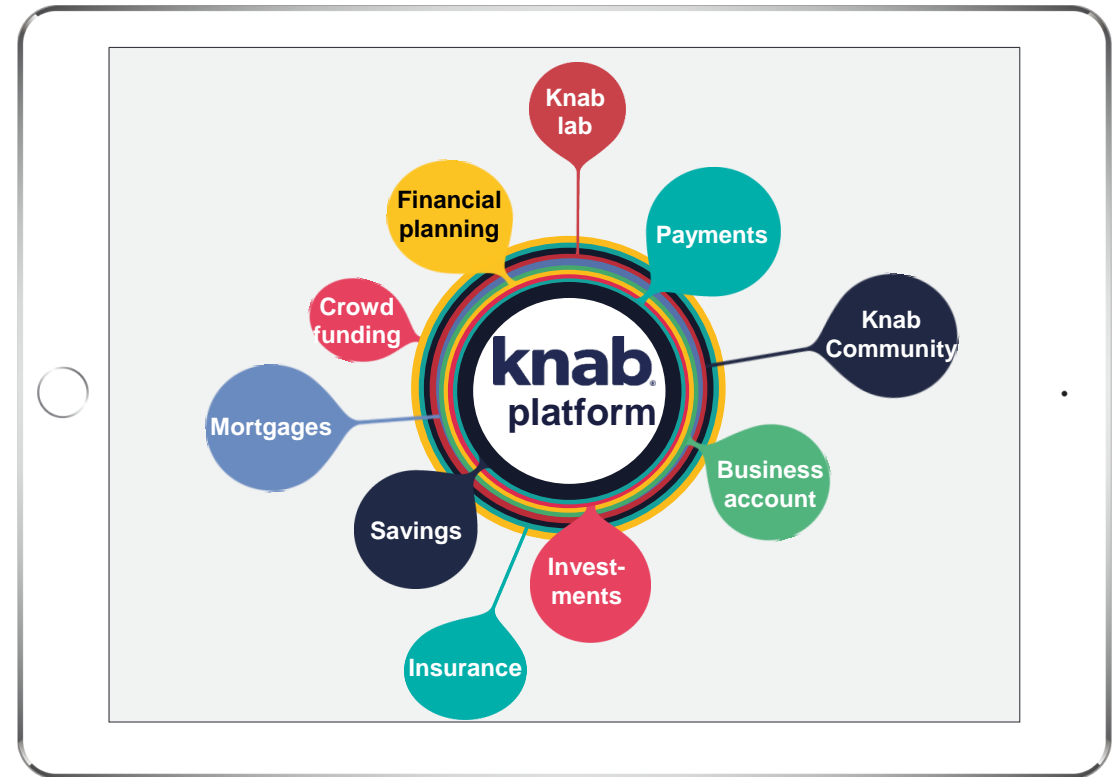 Knab
lab
Financial
planning
Payments
Crowd
funding
Knab
Community
knab.
platform
Mortgages
Business
account
Savings
Invest-
ments
Insurance